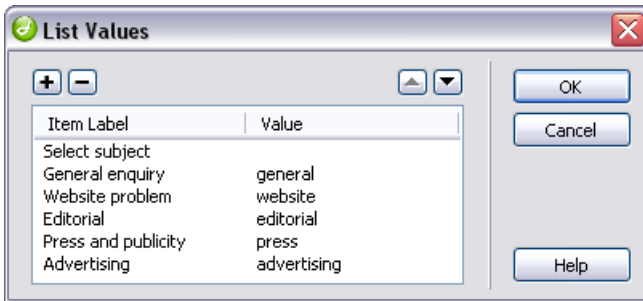 List Values
OK
Item Label Value
Cancel
Select subject
General enquiry general
Website problem website
Editorial editorial
Press and publicity press
Advertising advertising
Help